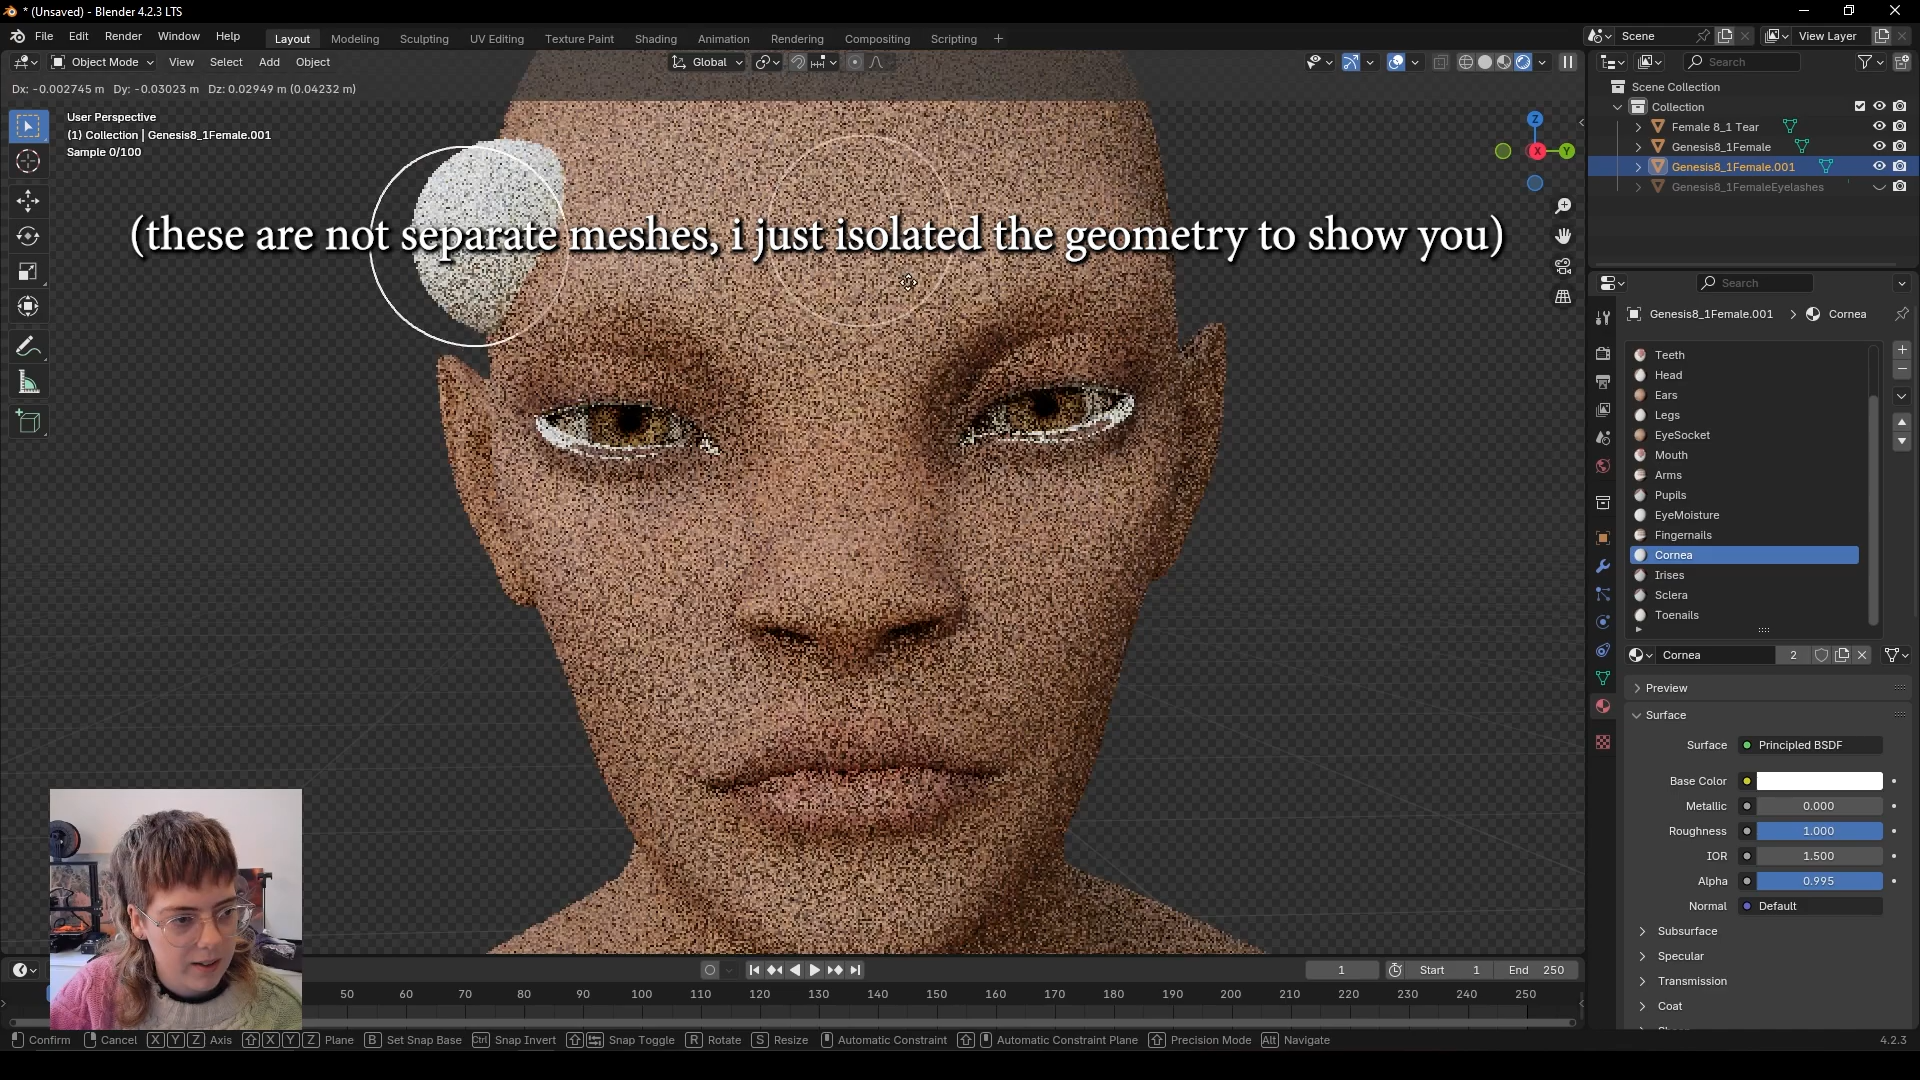 * (Unsaved) - Blender 4.2.3 LTS
File Edit Render Window Help
Layout Modeling Sculpting UV Editing Texture Paint Shading Animation Rendering Compositing Scripting +
Scene View Layer
Object Mode View Select Add Object
Global
Search
Dx: -0.002745 m Dy: -0.03023 m Dz: 0.02949 m (0.04232 m)
User Perspective
(1) Collection | Genesis8_1Female.001
Sample 0/100
Z
X
Y
(these are not separate meshes, i just isolated the geometry to show you)
Scene Collection
Collection
Female 8_1 Tear
Genesis8_1Female
Genesis8_1Female.001
Genesis8_1FemaleEyelashes
Search
Genesis8_1Female.001 > Cornea
Teeth
Head
Ears
Legs
EyeSocket
Mouth
Arms
Pupils
EyeMoisture
Fingernails
Cornea
Irises
Sclera
Toenails
Cornea 2
Preview
Surface
Surface Principled BSDF
Base Color
Metallic 0.000
Roughness 1.000
IOR 1.500
Alpha 0.995
Normal Default
Subsurface
Specular
Transmission
Coat
1 Start 1 End 250
50 60 70 80 90 100 110 120 130 140 150 160 170 180 190 200 210 220 230 240 250
Confirm Cancel X Y Z Axis X Y Z Plane B Set Snap Base Ctrl Snap Invert Snap Toggle R Rotate S Resize Automatic Constraint Automatic Constraint Plane Precision Mode Alt Navigate
4.2.3